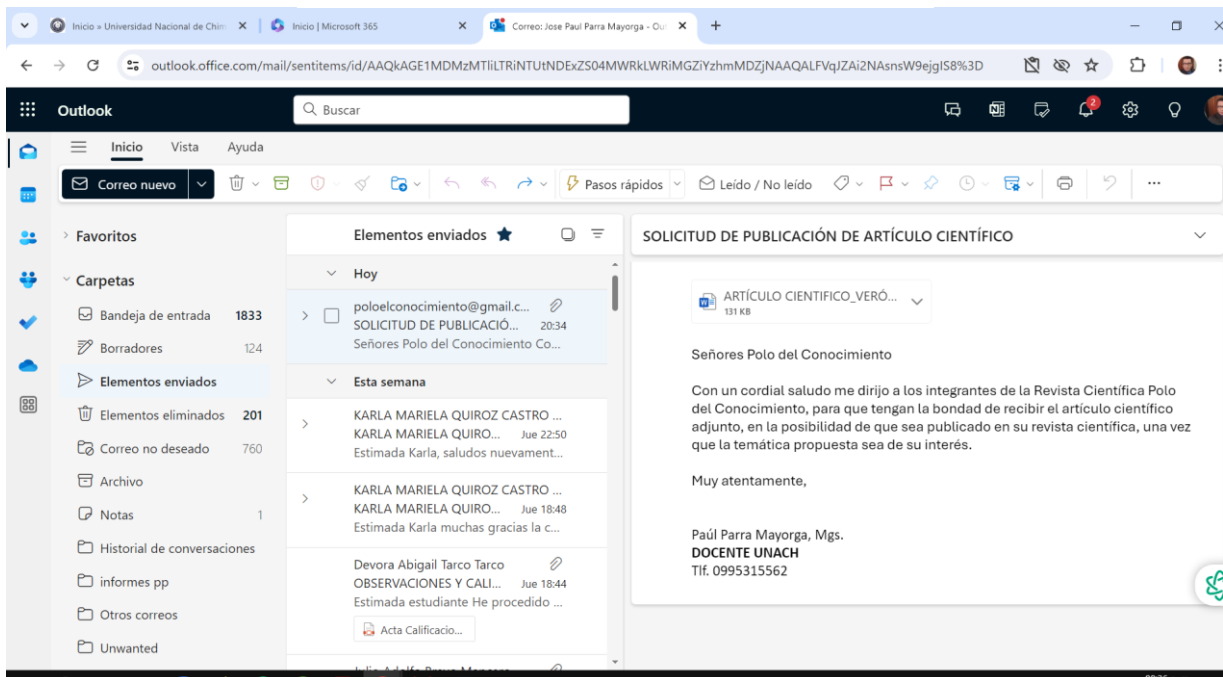 Inicio » Universidad Nacional de Chim
Inicio | Microsoft 365
Correo: Jose Paul Parra Mayorga - Out
outlook.office.com/mail/sentitems/id/AAQkAGE1MDMzMTliLTRiNTUtNDExZS04MWRkLWRiMGZiYzhmMDZjNAAQALFVqJZAi2NAsnsW9ejgIS8%3D
Outlook
Buscar
2
Inicio Vista Ayuda
Correo nuevo
Pasos rápidos
Leído / No leído
Favoritos
Carpetas
Bandeja de entrada 1833
Borradores 124
Elementos enviados
Elementos eliminados 201
Correo no deseado 760
Archivo
Notas 1
Historial de conversaciones
informes pp
Otros correos
Unwanted
Elementos enviados
Hoy
poloelconocimiento@gmail.c...
SOLICITUD DE PUBLICACIÓ... 20:34
Señores Polo del Conocimiento Co...
Esta semana
KARLA MARIELA QUIROZ CASTRO ...
KARLA MARIELA QUIRO... Jue 22:50
Estimada Karla, saludos nuevament...
KARLA MARIELA QUIROZ CASTRO ...
KARLA MARIELA QUIRO... Jue 18:48
Estimada Karla muchas gracias la c...
Devora Abigail Tarco Tarco
OBSERVACIONES Y CALI... Jue 18:44
Estimada estudiante He procedido ...
Acta Calificacio...
SOLICITUD DE PUBLICACIÓN DE ARTÍCULO CIENTÍFICO
ARTÍCULO CIENTIFICO_VERÓ...
131 KB
Señores Polo del Conocimiento
Con un cordial saludo me dirijo a los integrantes de la Revista Científica Polo
del Conocimiento, para que tengan la bondad de recibir el artículo científico
adjunto, en la posibilidad de que sea publicado en su revista científica, una vez
que la temática propuesta sea de su interés.
Muy atentamente,
Paúl Parra Mayorga, Mgs.
DOCENTE UNACH
Tlf. 0995315562